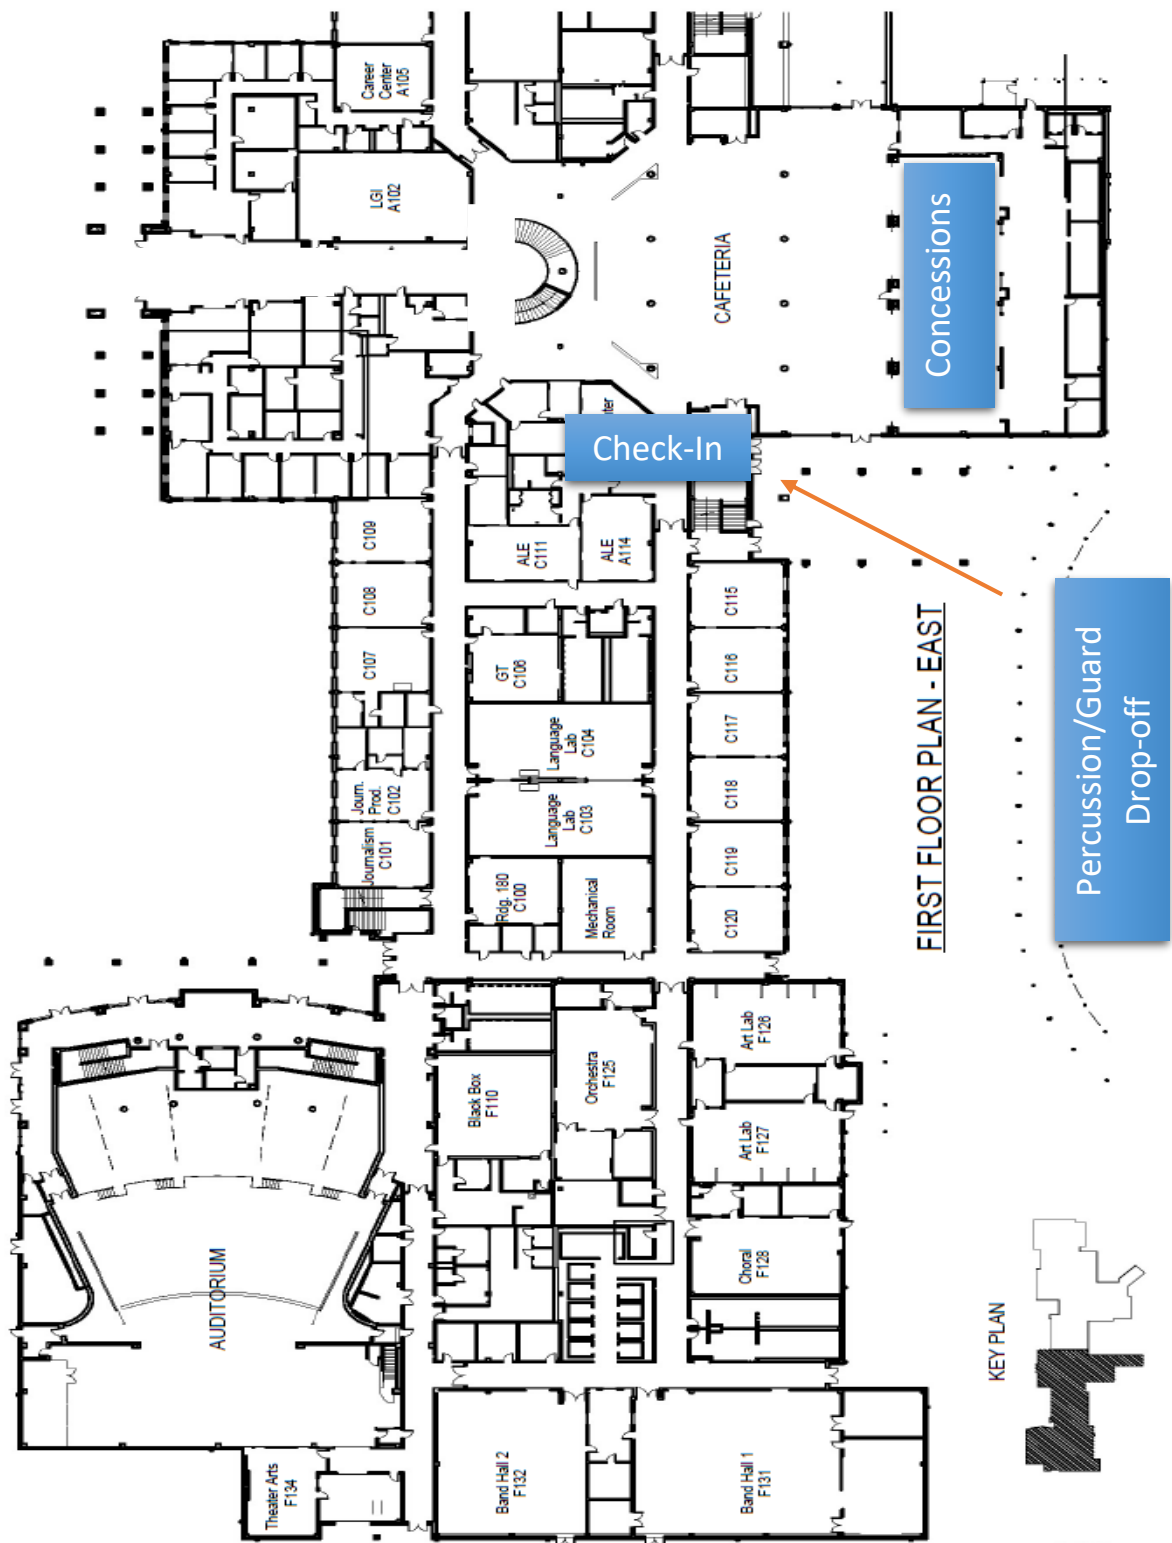 Career
Center
A105
LGI
A102
CAFETERIA
Concessions
Check-In
ter
C109
C108
C107
Journ.
Prod.
C102
Journalism
C101
ALE
C111
ALE
A114
GT
C106
Language
Lab
C104
Language
Lab
C103
Rdg. 180
C100
Mechanical
Room
C115
C116
C117
C118
C119
C120
FIRST FLOOR PLAN - EAST
Percussion/Guard
Drop-off
AUDITORIUM
Black Box
F110
Orchestra
F125
Art Lab
F126
Art Lab
F127
Choral
F128
Theater Arts
F134
Band Hall 2
F132
Band Hall 1
F131
KEY PLAN